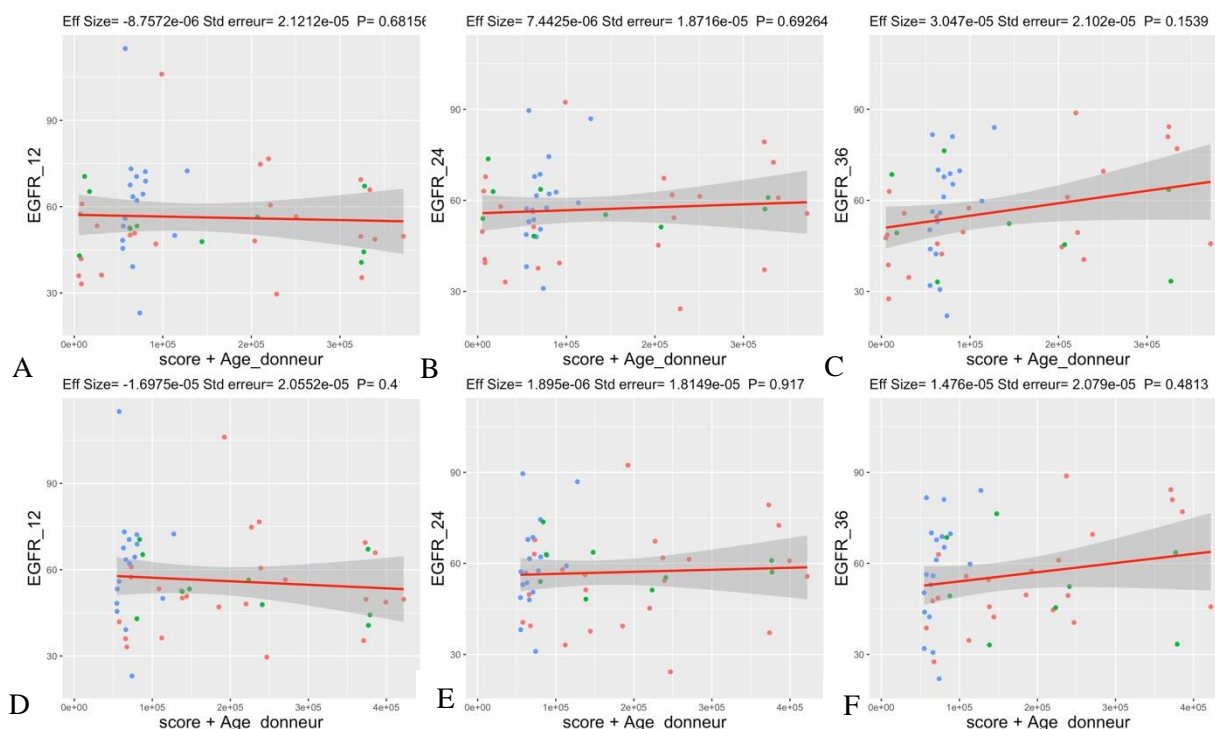 Eff Size= -8.7572e-06 Std erreur= 2.1212e-05 P= 0.68156
EGFR_12
90
60
30
0e+00 1e+05 2e+05 3e+05
score + Age_donneur
A
Eff Size= 7.4425e-06 Std erreur= 1.8716e-05 P= 0.69264
EGFR_24
90
60
30
0e+00 1e+05 2e+05 3e+05
score + Age_donneur
B
Eff Size= 3.047e-05 Std erreur= 2.102e-05 P= 0.1539
EGFR_36
90
60
30
0e+00 1e+05 2e+05 3e+05
score + Age_donneur
C
Eff Size= -1.6975e-05 Std erreur= 2.0552e-05 P= 0.4
EGFR_12
90
60
30
0e+00 1e+05 2e+05 3e+05 4e+05
score + Age_donneur
D
Eff Size= 1.895e-06 Std erreur= 1.8149e-05 P= 0.917
EGFR_24
90
60
30
0e+00 1e+05 2e+05 3e+05 4e+05
score + Age_donneur
E
Eff Size= 1.476e-05 Std erreur= 2.079e-05 P= 0.4813
EGFR_36
90
60
30
0e+00 1e+05 2e+05 3e+05 4e+05
score + Age_donneur
F